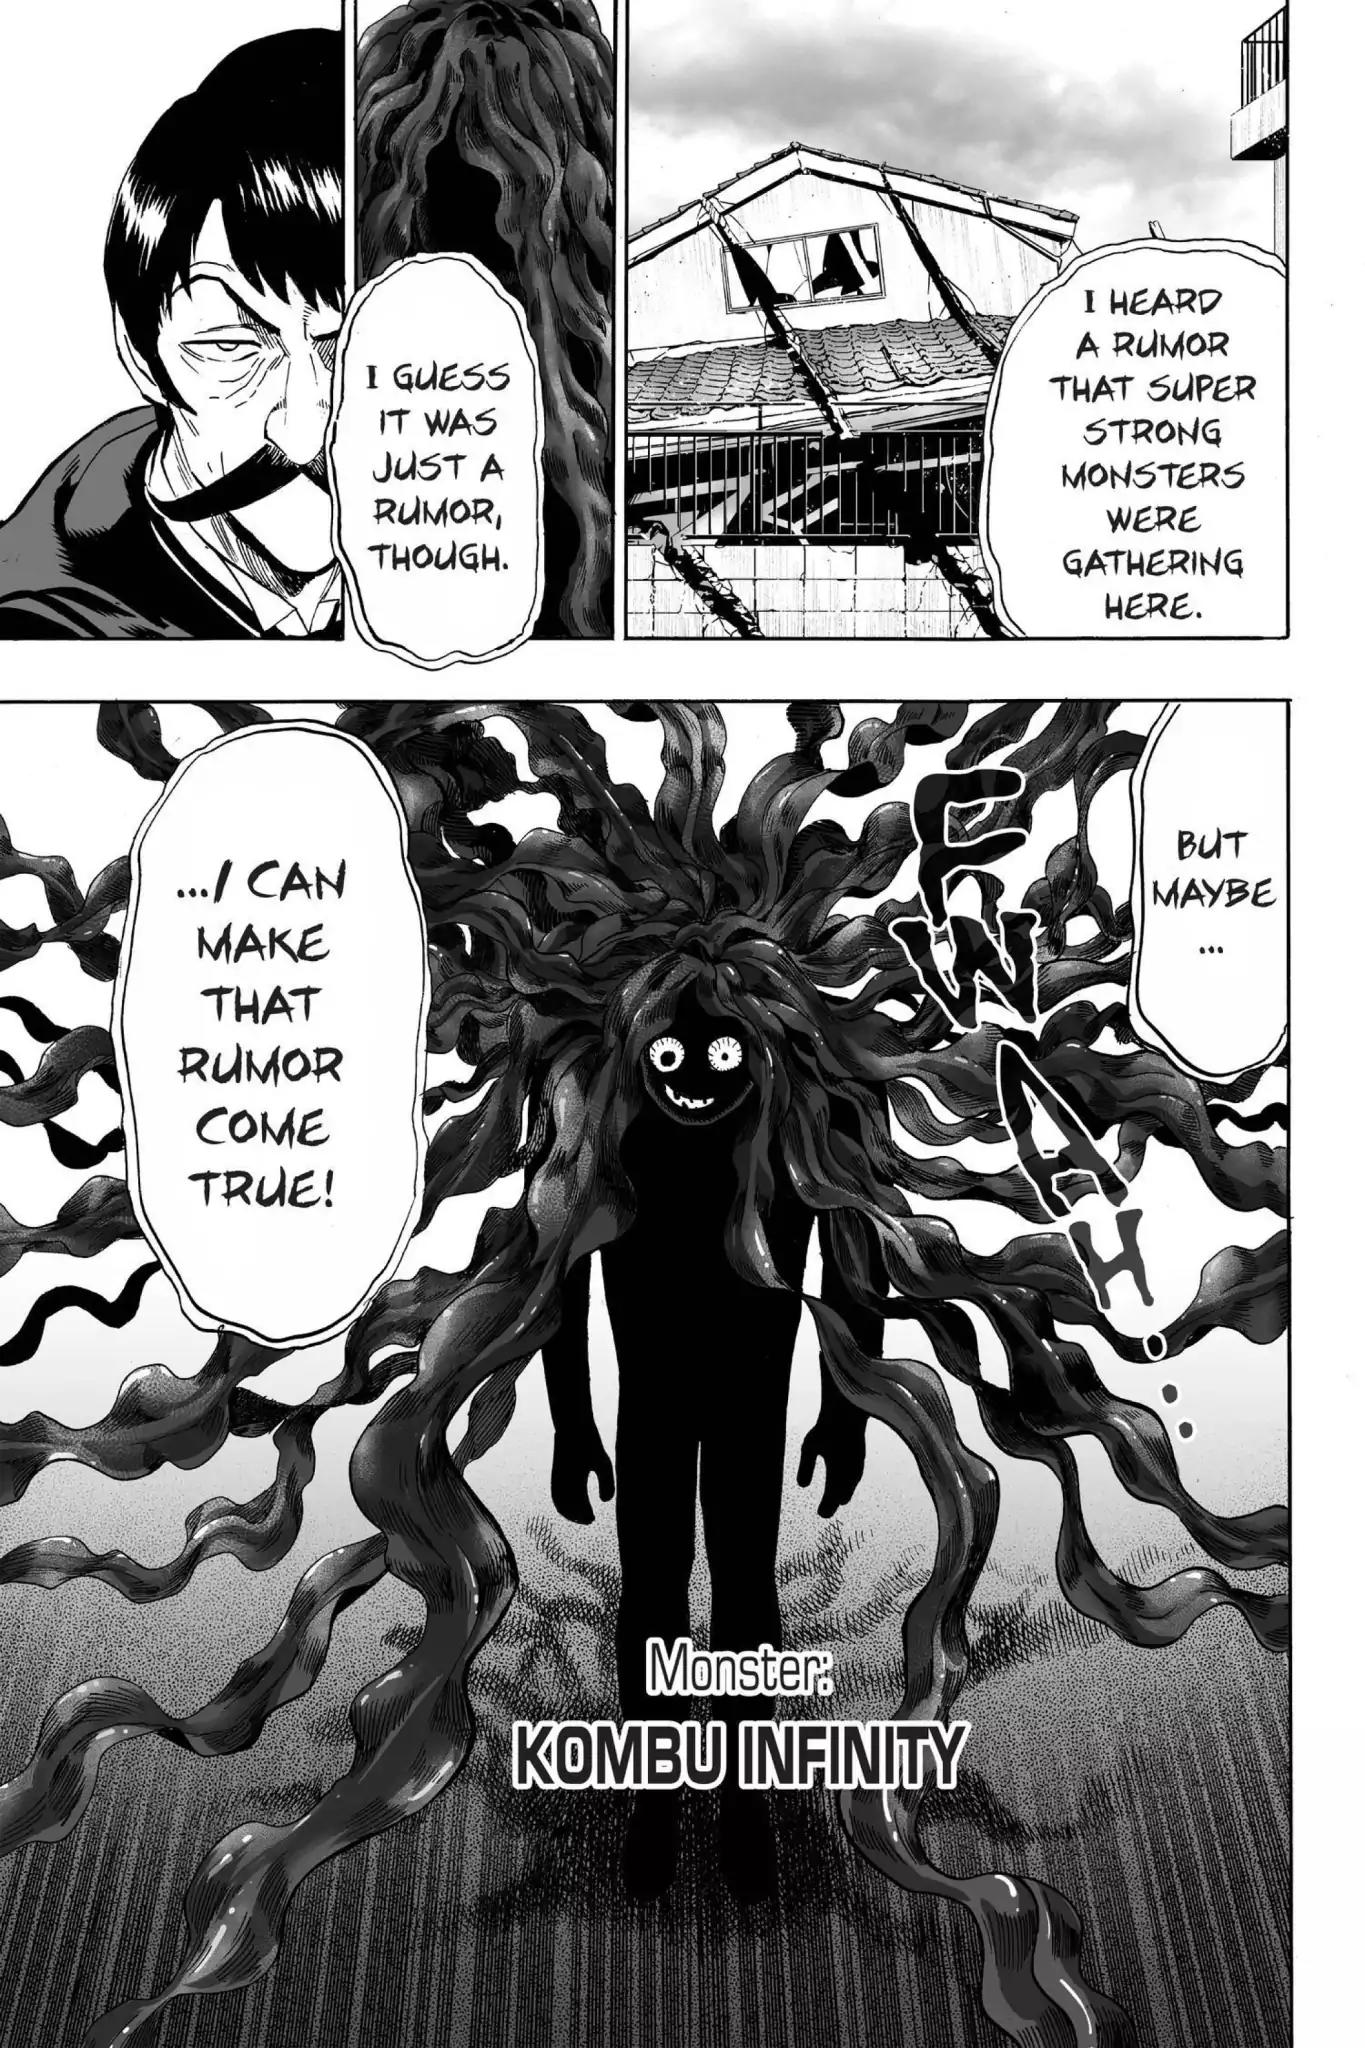 I HEARD
A RUMOR
THAT SUPER
STRONG
MONSTERS
WERE
GATHERING
HERE.
I GUESS
IT WAS
JUST A
RUMOR,
THOUGH.
BUT
MAYBE
...
FWAH
...I CAN
MAKE
THAT
RUMOR
COME
TRUE!
Monster:
KOMBU INFINITY